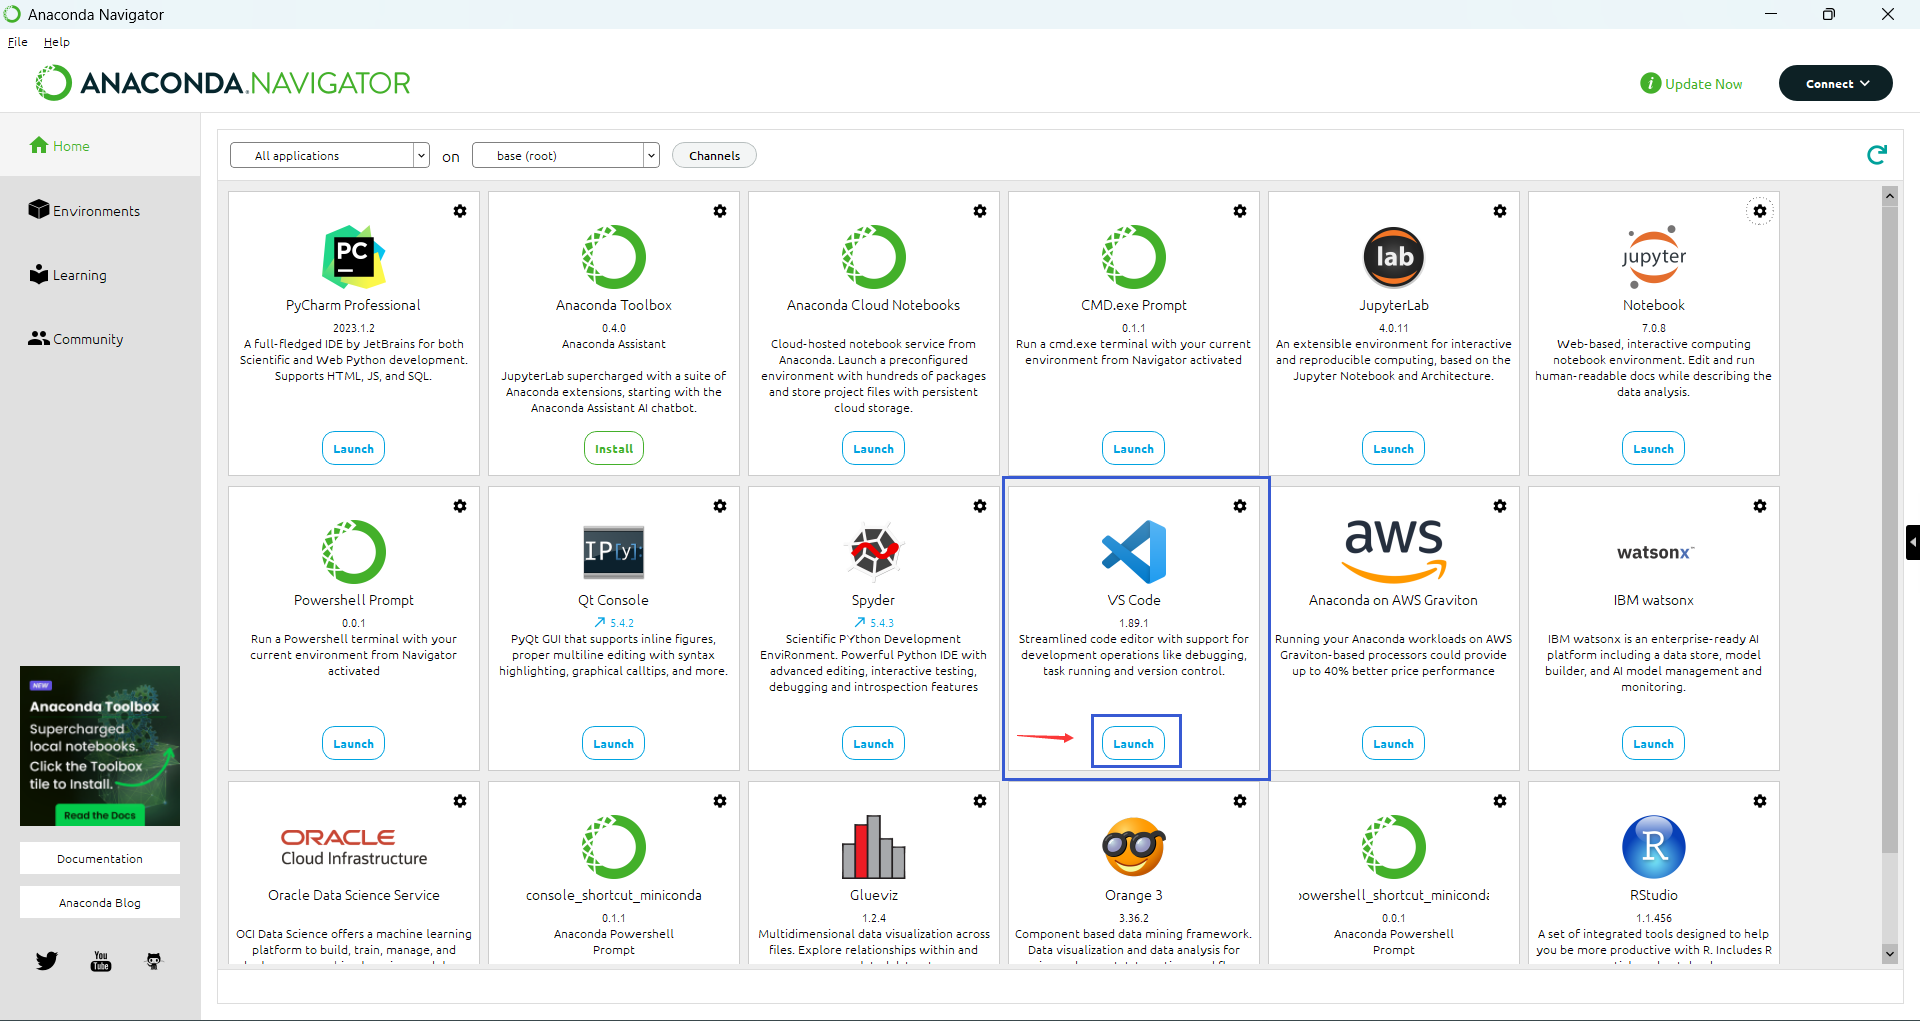 Anaconda Navigator
File Help
ANACONDA.NAVIGATOR
i Update Now
Connect
Home
All applications on base (root) Channels
Environments
Learning
Community
PC
PyCharm Professional
2023.1.2
A full-fledged IDE by JetBrains for both
Scientific and Web Python development.
Supports HTML, JS, and SQL.
Launch
Anaconda Toolbox
0.4.0
Anaconda Assistant
JupyterLab supercharged with a suite of
Anaconda extensions, starting with the
Anaconda Assistant AI chatbot.
Install
Anaconda Cloud Notebooks
Cloud-hosted notebook service from
Anaconda. Launch a preconfigured
environment with hundreds of packages
and store project files with persistent
cloud storage.
Launch
CMD.exe Prompt
0.1.1
Run a cmd.exe terminal with your current
environment from Navigator activated
Launch
lab
JupyterLab
4.0.11
An extensible environment for interactive
and reproducible computing, based on the
Jupyter Notebook and Architecture.
Launch
jupyter
Notebook
7.0.8
Web-based, interactive computing
notebook environment. Edit and run
human-readable docs while describing the
data analysis.
Launch
Powershell Prompt
0.0.1
Run a Powershell terminal with your
current environment from Navigator
activated
Launch
IP[y]:
Qt Console
5.4.2
PyQt GUI that supports inline figures,
proper multiline editing with syntax
highlighting, graphical calltips, and more.
Launch
Spyder
5.4.3
Scientific PYthon Development
EnviRonment. Powerful Python IDE with
advanced editing, interactive testing,
debugging and introspection features
Launch
VS Code
1.89.1
Streamlined code editor with support for
development operations like debugging,
task running and version control.
Launch
aws
Anaconda on AWS Graviton
Running your Anaconda workloads on AWS
Graviton-based processors could provide
up to 40% better price performance
Launch
watsonx
IBM watsonx
IBM watsonx is an enterprise-ready AI
platform including a data store, model
builder, and AI model management and
monitoring.
Launch
ORACLE
Cloud Infrastructure
Oracle Data Science Service
OCI Data Science offers a machine learning
platform to build, train, manage, and
console_shortcut_miniconda
0.1.1
Anaconda Powershell
Prompt
Glueviz
1.2.4
Multidimensional data visualization across
files. Explore relationships within and
Orange 3
3.36.2
Component based data mining framework.
Data visualization and data analysis for
powershell_shortcut_miniconda
0.0.1
Anaconda Powershell
Prompt
R
RStudio
1.1.456
A set of integrated tools designed to help
you be more productive with R. Includes R
NEW
Anaconda Toolbox
Supercharged
local notebooks.
Click the Toolbox
tile to Install.
Read the Docs
Documentation
Anaconda Blog
You
Tube